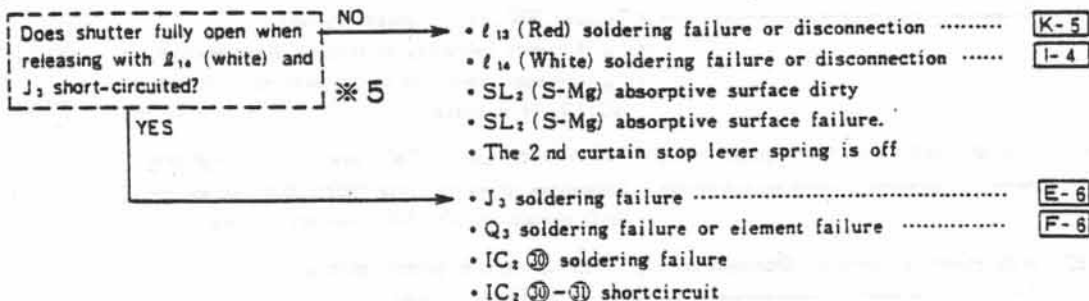 Does shutter fully open when
releasing with ℓ₁₄ (white) and
J₃ short-circuited?
※5
NO
• ℓ₁₃ (Red) soldering failure or disconnection ·················· K-5
• ℓ₁₄ (White) soldering failure or disconnection ······ I-4
• SL₂ (S-Mg) absorptive surface dirty
• SL₂ (S-Mg) absorptive surface failure.
• The 2 nd curtain stop lever spring is off
YES
• J₃ soldering failure ········································ E-6
• Q₃ soldering failure or element failure ·············· F-6
• IC₂ ㉚ soldering failure
• IC₂ ㉚-㉛ shortcircuit